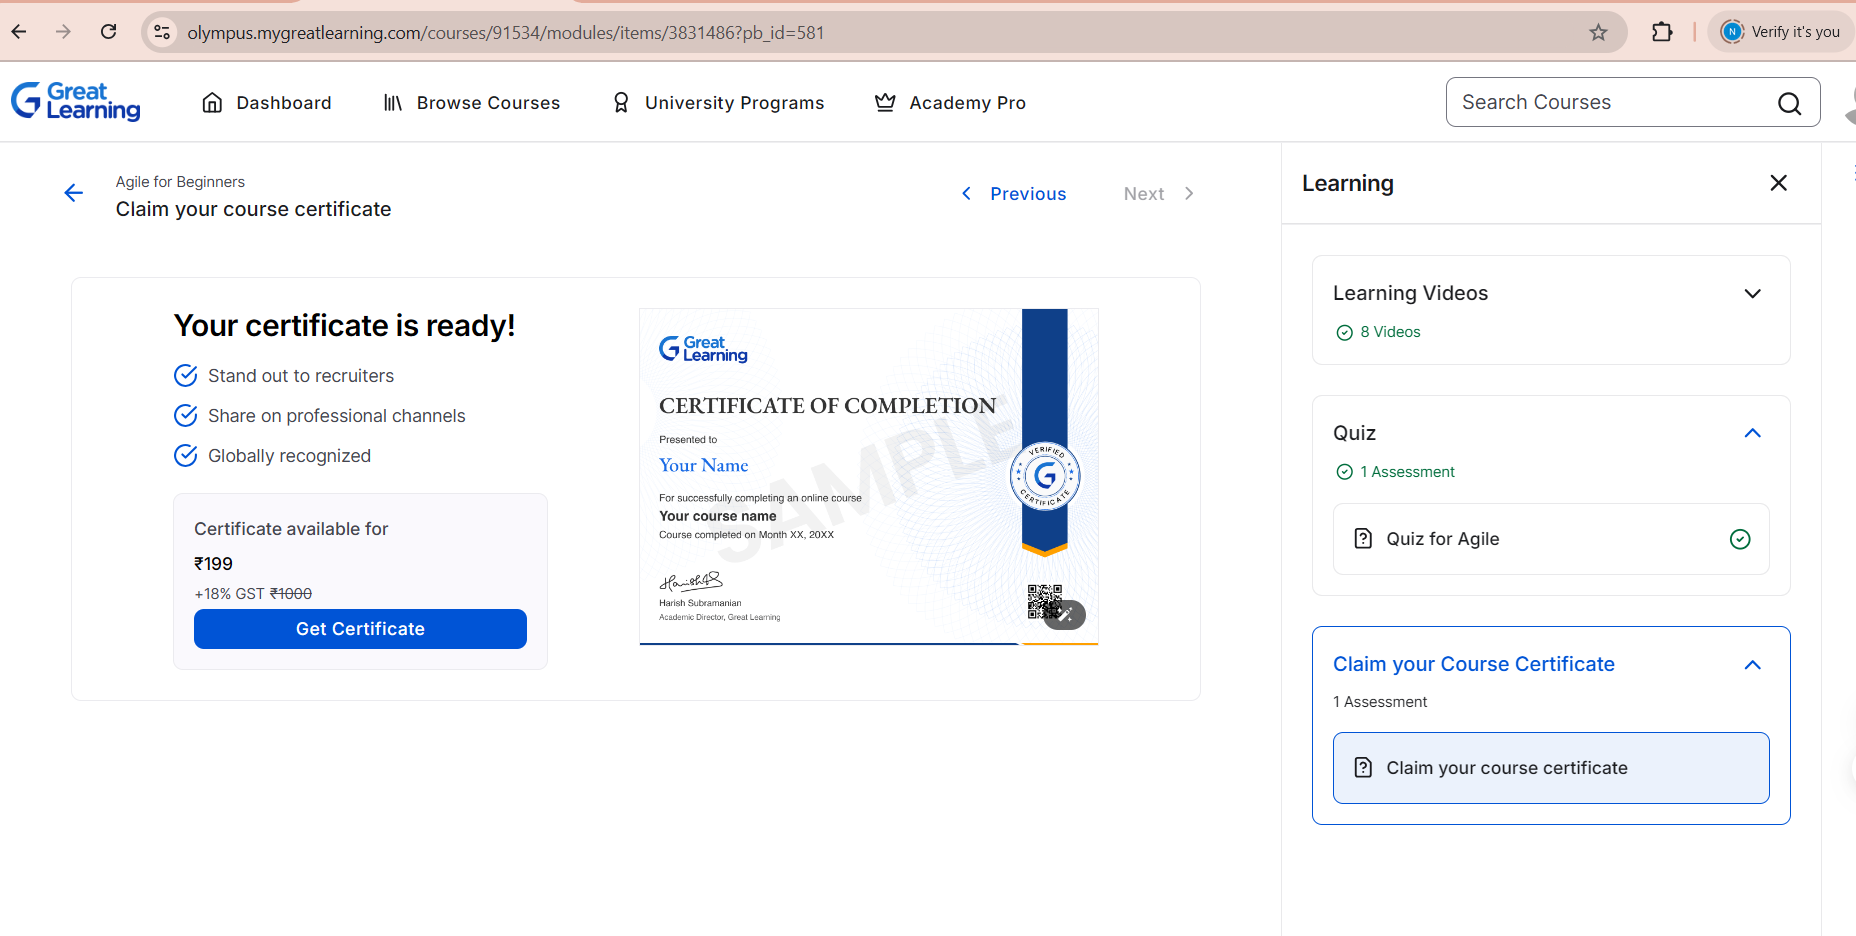 olympus.mygreatlearning.com/courses/91534/modules/items/3831486?pb_id=581
N
Verify it's you
Great Learning
Dashboard
Browse Courses
University Programs
Academy Pro
Search Courses
Agile for Beginners
Claim your course certificate
Previous
Next
Your certificate is ready!
Stand out to recruiters
Share on professional channels
Globally recognized
Certificate available for
₹199
+18% GST ₹1000
Get Certificate
Great Learning
CERTIFICATE OF COMPLETION
Presented to
Your Name
For successfully completing an online course
Your course name
Course completed on Month XX, 20XX
Harish Subramanian
Academic Director, Great Learning
SAMPLE
VERIFIED
CERTIFICATE
Learning
Learning Videos
8 Videos
Quiz
1 Assessment
Quiz for Agile
Claim your Course Certificate
1 Assessment
Claim your course certificate